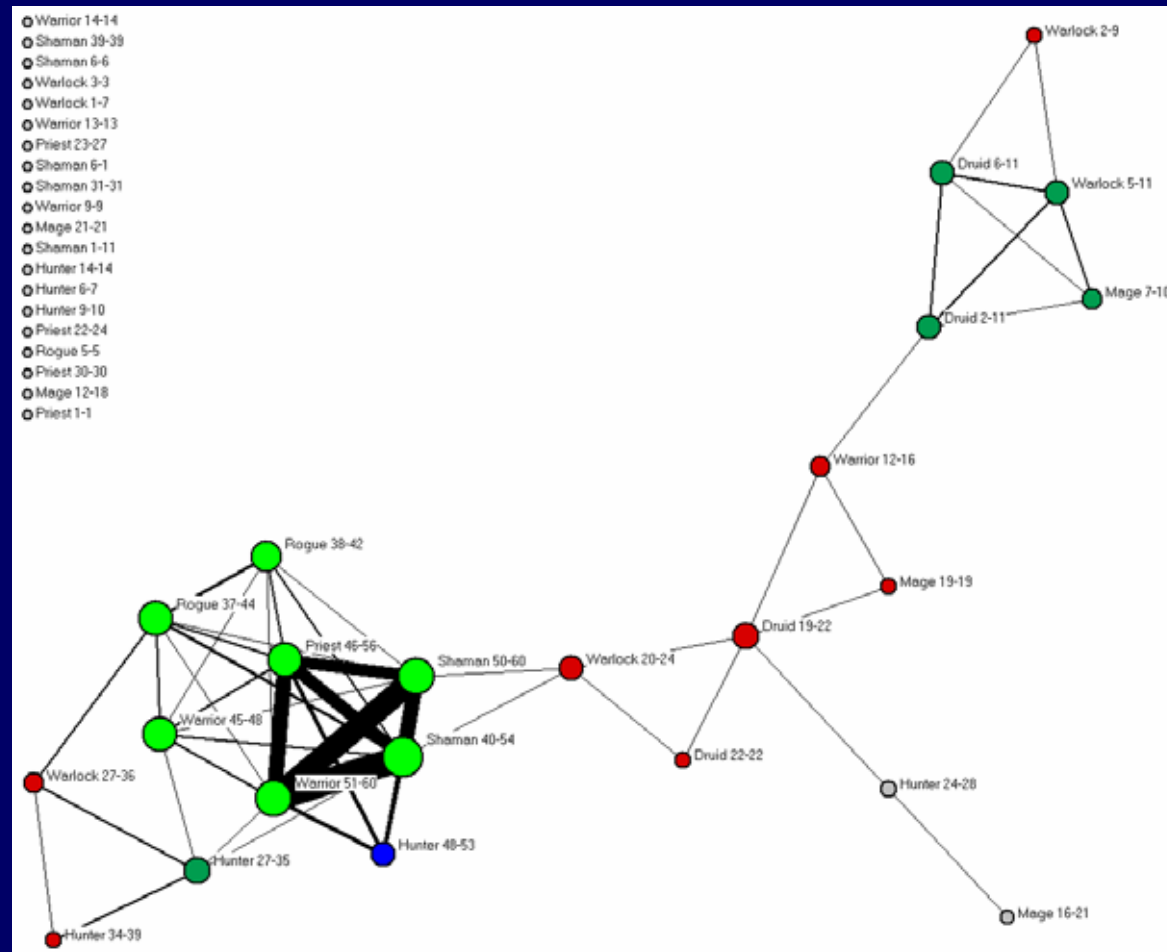 Warrior 14-14
Shaman 39-39
Shaman 6-6
Warlock 3-3
Warlock 1-7
Warrior 13-13
Priest 23-27
Shaman 6-1
Shaman 31-31
Warrior 9-9
Mage 21-21
Shaman 1-11
Hunter 14-14
Hunter 6-7
Hunter 9-10
Priest 22-24
Rogue 5-5
Priest 30-30
Mage 12-18
Priest 1-1
Warlock 2-9
Druid 6-11
Warlock 5-11
Mage 7-10
Druid 2-11
Warrior 12-16
Rogue 38-42
Mage 19-19
Rogue 37-44
Druid 19-22
Priest 46-56
Shaman 50-60
Warlock 20-24
Warrior 45-48
Shaman 40-54
Druid 22-22
Warlock 27-36
Warrior 51-60
Hunter 24-28
Hunter 48-53
Hunter 27-35
Mage 16-21
Hunter 34-39